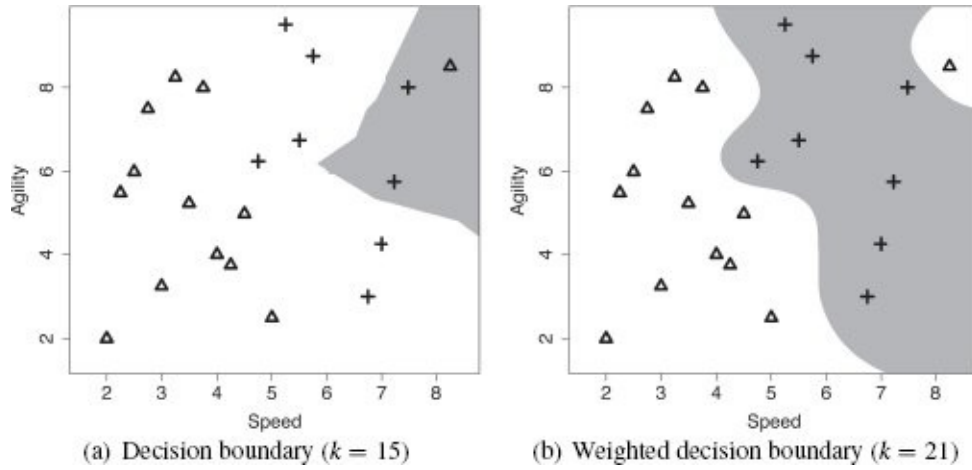 8
6
4
2
Agility
2 3 4 5 6 7 8
Speed
(a) Decision boundary (k = 15)
8
6
4
2
Agility
2 3 4 5 6 7 8
Speed
(b) Weighted decision boundary (k = 21)